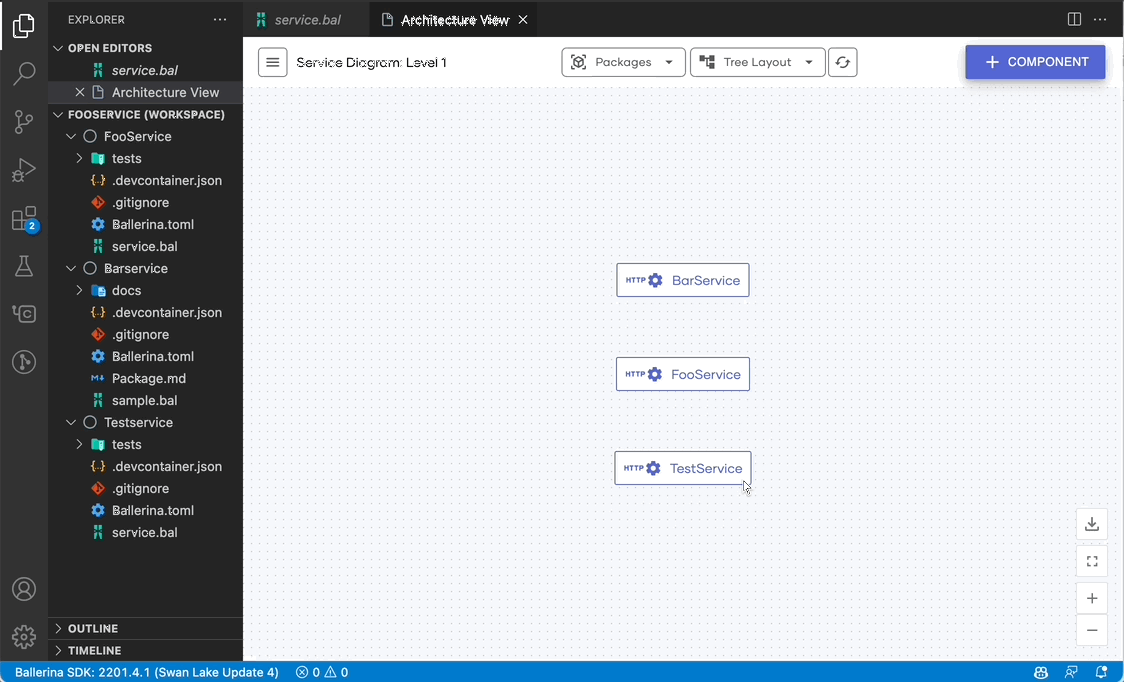 EXPLORER
service.bal
Architecture View
OPEN EDITORS
service.bal
Architecture View
FOOSERVICE (WORKSPACE)
FooService
tests
.devcontainer.json
.gitignore
Ballerina.toml
service.bal
Barservice
docs
.devcontainer.json
.gitignore
Ballerina.toml
Package.md
sample.bal
Testservice
tests
.devcontainer.json
.gitignore
Ballerina.toml
service.bal
OUTLINE
TIMELINE
2
Service Diagram: Level 1
Packages
Tree Layout
COMPONENT
HTTP BarService
HTTP FooService
HTTP TestService
Ballerina SDK: 2201.4.1 (Swan Lake Update 4)
0
0